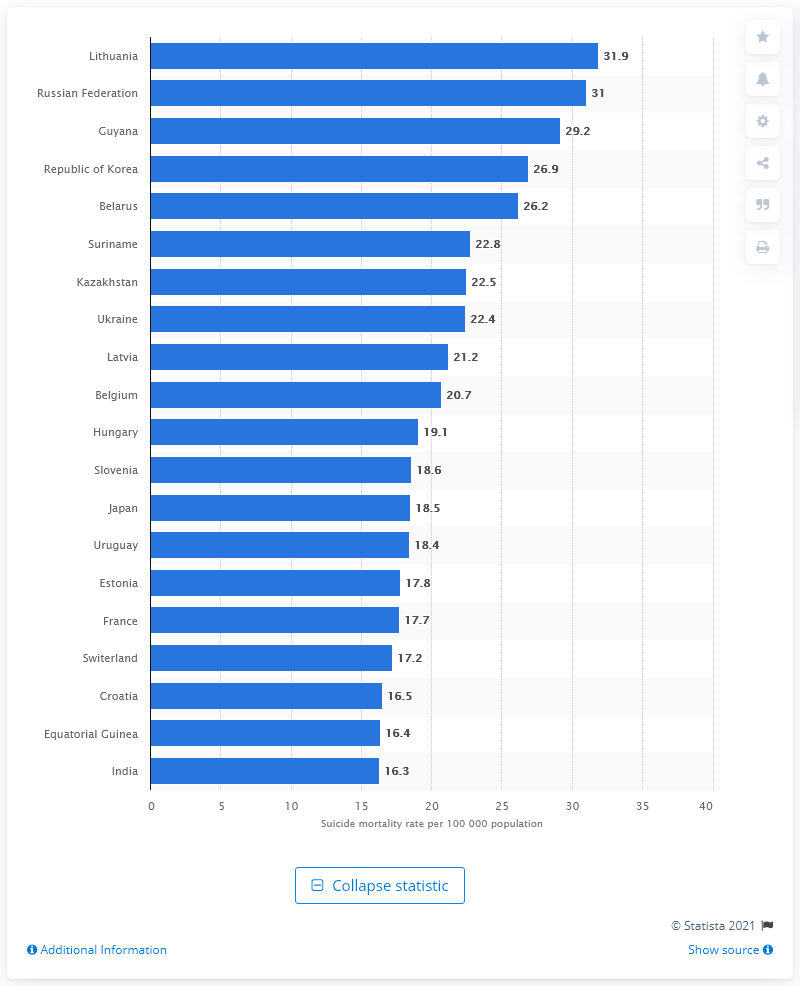 Lithuania 31.9
Russian Federation 31
Guyana 29.2
Republic of Korea 26.9
Belarus 26.2
Suriname 22.8
Kazakhstan 22.5
Ukraine 22.4
Latvia 21.2
Belgium 20.7
Hungary 19.1
Slovenia 18.6
Japan 18.5
Uruguay 18.4
Estonia 17.8
France 17.7
Switerland 17.2
Croatia 16.5
Equatorial Guinea 16.4
India 16.3
0 5 10 15 20 25 30 35 40
Suicide mortality rate per 100 000 population
Collapse statistic
© Statista 2021
Additional Information
Show source